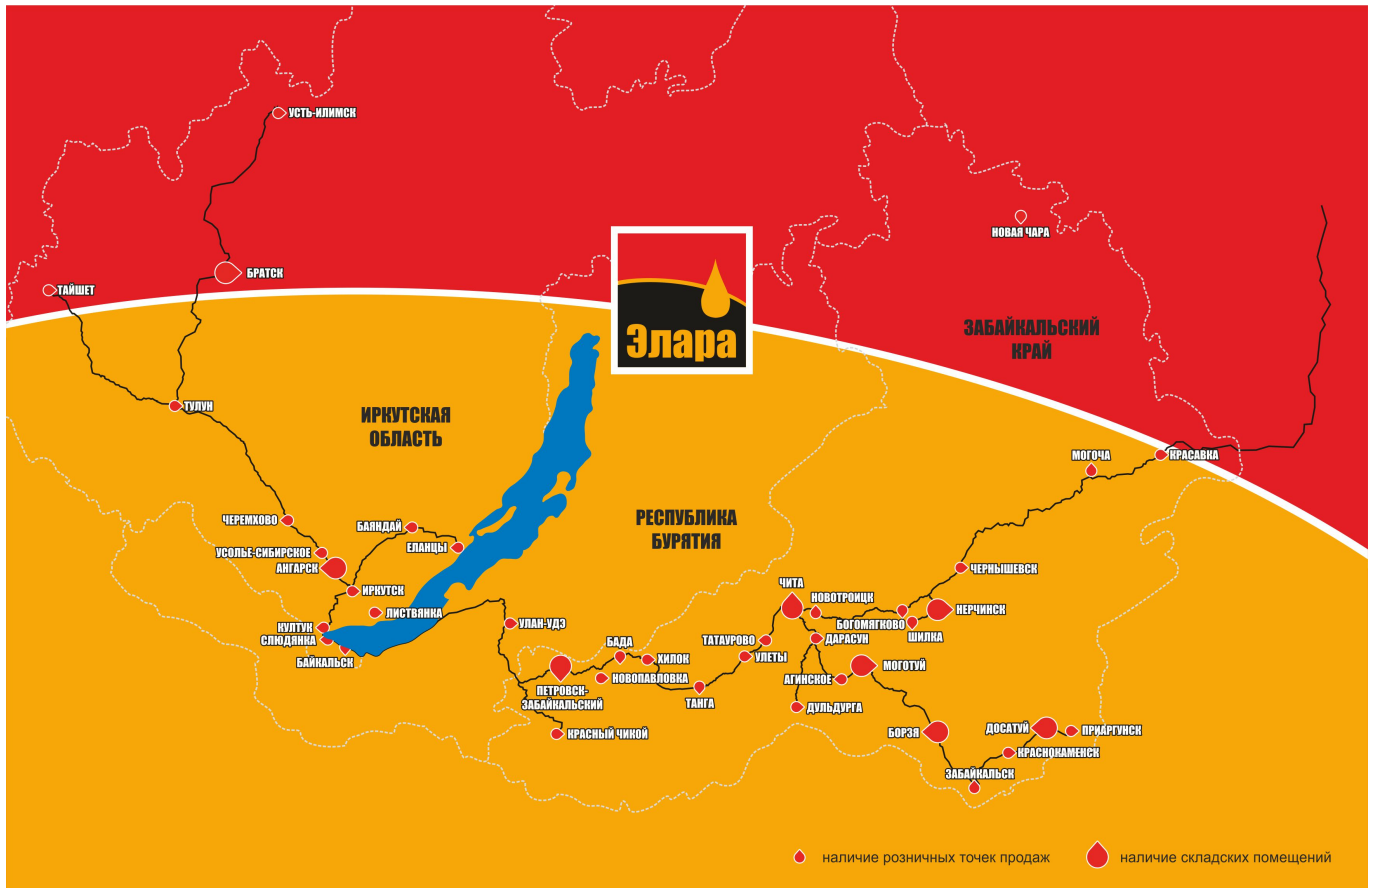 УСТЬ-ИЛИМСК
НОВАЯ ЧАРА
БРАТСК
ТАЙШЕТ
ЗАБАЙКАЛЬСКИЙ
КРАЙ
Элара
ТУЛУН
ИРКУТСКАЯ
ОБЛАСТЬ
МОГОЧА
КРАСАВКА
РЕСПУБЛИКА
БУРЯТИЯ
ЧЕРЕМХОВО
БАЯНДАЙ
ЕЛАНЦЫ
УСОЛЬЕ-СИБИРСКОЕ
АНГАРСК
ЧЕРНЫШЕВСК
ИРКУТСК
ЧИТА
НОВОТРОИЦК
НЕРЧИНСК
ЛИСТВЯНКА
БОГОМЯГКОВО
ШИЛКА
КУЛТУК
СЛЮДЯНКА
БАЙКАЛЬСК
УЛАН-УДЭ
БАДА
ТАТАУРОВО
ДАРАСУН
ХИЛОК
УЛЕТЫ
МОГОТУЙ
НОВОПАВЛОВКА
АГИНСКОЕ
ПЕТРОВСК-
ЗАБАЙКАЛЬСКИЙ
ТАНГА
ДУЛЬДУРГА
КРАСНЫЙ ЧИКОЙ
БОРЗЯ
ДОСАТУЙ
ПРИАРГУНСК
КРАСНОКАМЕНСК
ЗАБАЙКАЛЬСК
наличие розничных точек продаж
наличие складских помещений